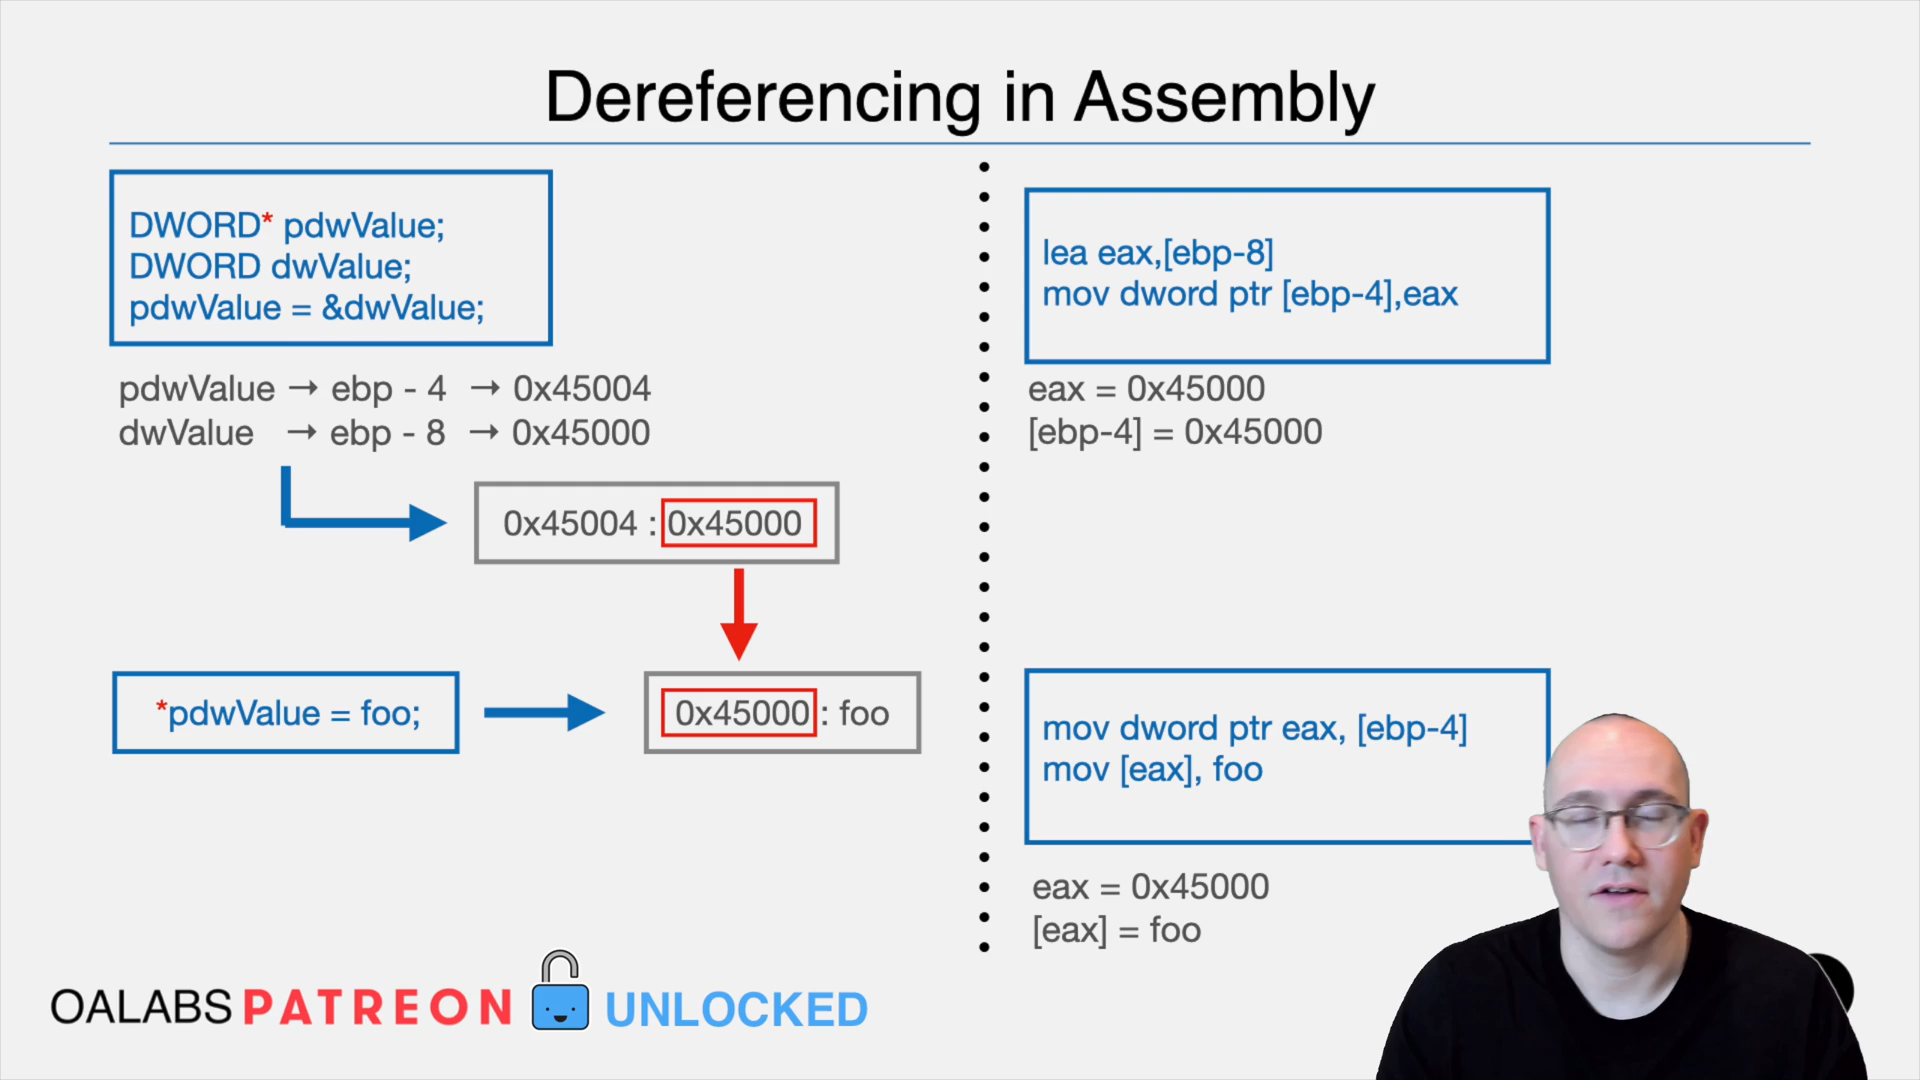 Dereferencing in Assembly
DWORD* pdwValue;
DWORD dwValue;
pdwValue = &dwValue;
pdwValue → ebp - 4 → 0x45004
dwValue → ebp - 8 → 0x45000
0x45004 : 0x45000
*pdwValue = foo;
0x45000 : foo
lea eax,[ebp-8]
mov dword ptr [ebp-4],eax
eax = 0x45000
[ebp-4] = 0x45000
mov dword ptr eax, [ebp-4]
mov [eax], foo
eax = 0x45000
[eax] = foo
OALABS PATREON UNLOCKED